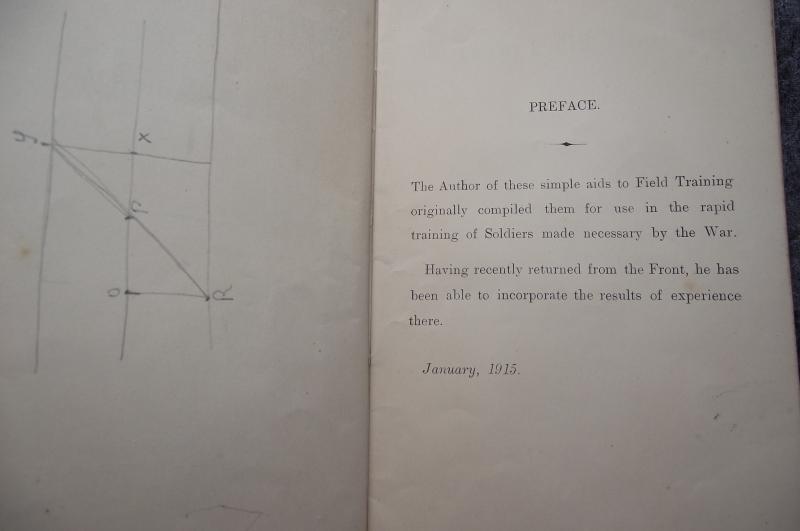 y
x
P
O
R
PREFACE.
The Author of these simple aids to Field Training
originally compiled them for use in the rapid
training of Soldiers made necessary by the War.
Having recently returned from the Front, he has
been able to incorporate the results of experience
there.
January, 1915.